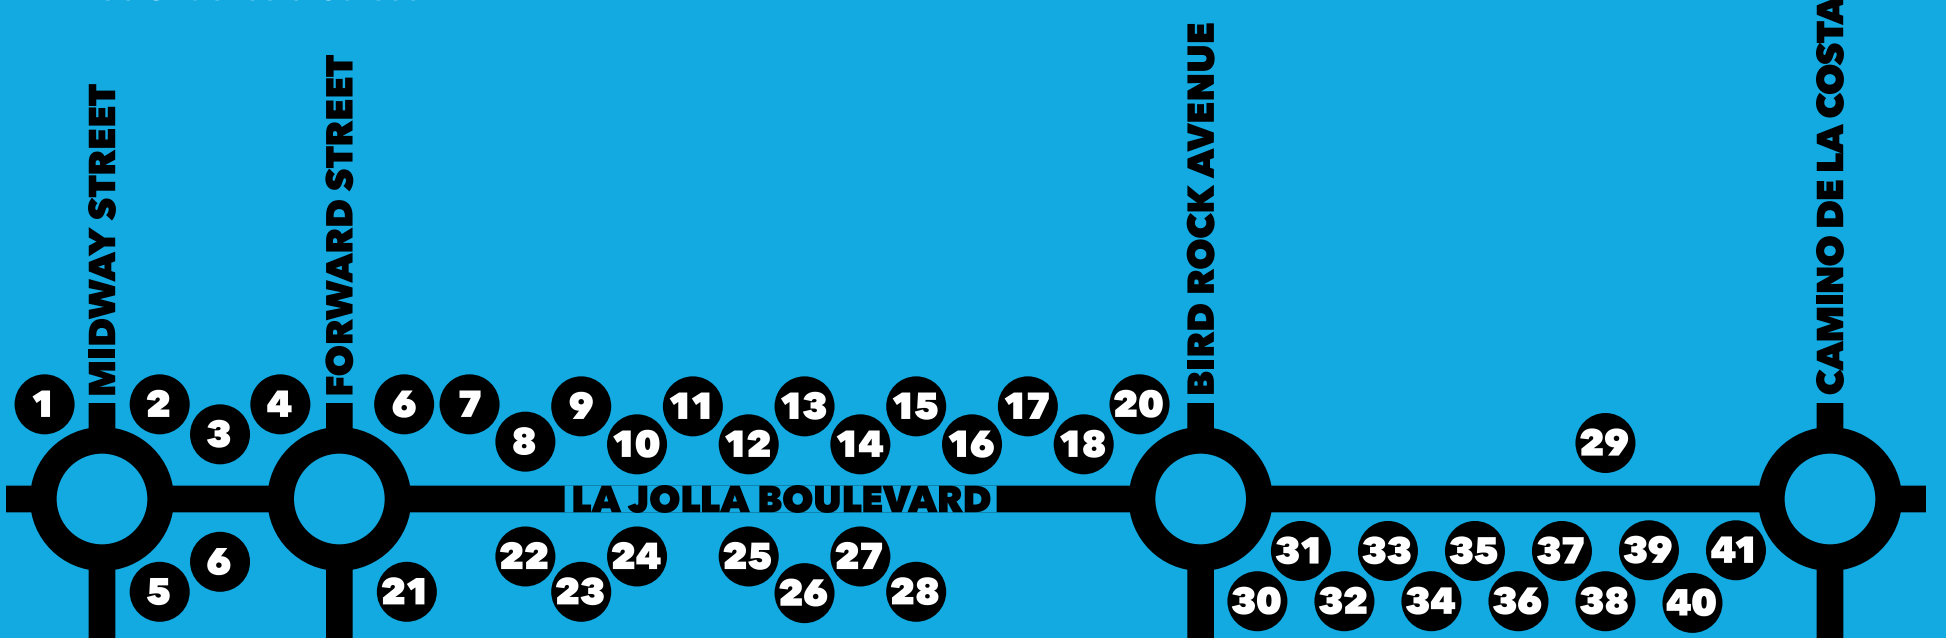 MIDWAY STREET
FORWARD STREET
BIRD ROCK AVENUE
CAMINO DE LA COSTA
1 2 3 4 6 7 8 9 10 11 12 13 14 15 16 17 18 20 29
LA JOLLA BOULEVARD
5 6 21 22 23 24 25 26 27 28 30 31 32 33 34 35 36 37 38 39 40 41